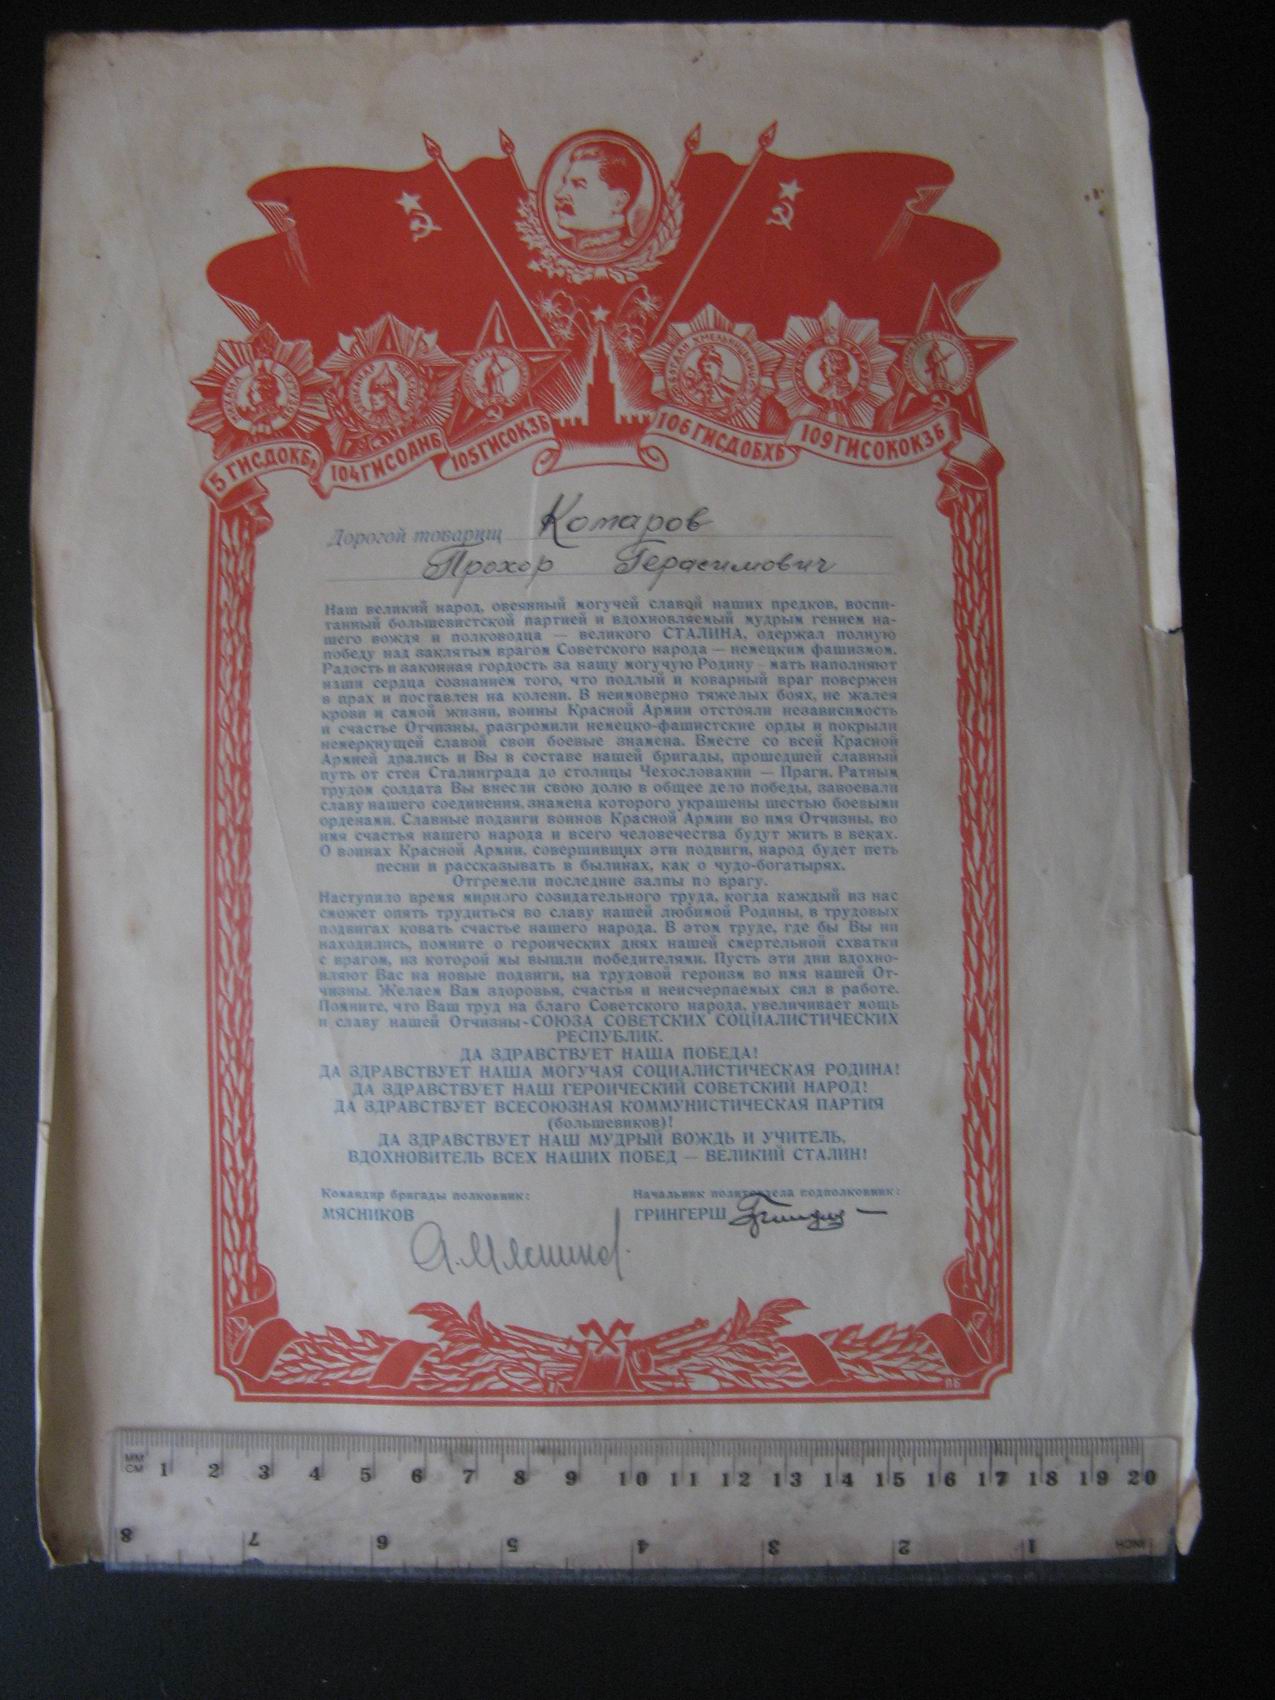 5 ГИСДОКБ
104 ГИСОДНБ
105 ГИСОКЗБ
106 ГИСДОБХБ
109 ГИСОКОКЗБ
Дорогой товарищ Комаров
Прохор Герасимович
Наш великий народ, овеянный могучей славой наших предков, воспи-
танный большевистской партией и вдохновляемый мудрым гением на-
шего вождя и полководца — великого СТАЛИНА, одержал полную
победу над заклятым врагом Советского народа — немецким фашизмом.
Радость и законная гордость за нашу могучую Родину - мать наполняют
наши сердца сознанием того, что подлый и коварный враг повержен
в прах и поставлен на колени. В неимоверно тяжелых боях, не жалея
крови и самой жизни, воины Красной Армии отстояли независимость
и счастье Отчизны, разгромили немецко-фашистские орды и покрыли
немеркнущей славой свои боевые знамена. Вместе со всей Красной
Армией дрались и Вы в составе нашей бригады, прошедшей славный
путь от стен Сталинграда до столицы Чехословакии — Праги. Ратным
трудом солдата Вы внесли свою долю в общее дело победы, завоевали
славу нашего соединения, знамена которого украшены шестью боевыми
орденами. Славные подвиги воинов Красной Армии во имя Отчизны, во
имя счастья нашего народа и всего человечества будут жить в веках.
О воинах Красной Армии, совершивщих эти подвиги, народ будет петь
песни и рассказывать в былинах, как о чудо-богатырях.
Отгремели последние залпы по врагу.
Наступило время мирного созидательного труда, когда каждый из нас
сможет опять трудиться во славу нашей любимой Родины, в трудовых
подвигах ковать счастье нашего народа. В этом труде, где бы Вы ни
находились, помните о героических днях нашей смертельной схватки
с врагом, из которой мы вышли победителями. Пусть эти дни вдохно-
вляют Вас на новые подвиги, на трудовой героизм во имя нашей От-
чизны. Желаем Вам здоровья, счастья и неисчерпаемых сил в работе.
Помните, что Ваш труд на благо Советского народа, увеличивает мощь
и славу нашей Отчизны-СОЮЗА СОВЕТСКИХ СОЦИАЛИСТИЧЕСКИХ
РЕСПУБЛИК.
ДА ЗДРАВСТВУЕТ НАША ПОБЕДА!
ДА ЗДРАВСТВУЕТ НАША МОГУЧАЯ СОЦИАЛИСТИЧЕСКАЯ РОДИНА!
ДА ЗДРАВСТВУЕТ НАШ ГЕРОИЧЕСКИЙ СОВЕТСКИЙ НАРОД!
ДА ЗДРАВСТВУЕТ ВСЕСОЮЗНАЯ КОММУНИСТИЧЕСКАЯ ПАРТИЯ
(большевиков)!
ДА ЗДРАВСТВУЕТ НАШ МУДРЫЙ ВОЖДЬ И УЧИТЕЛЬ,
ВДОХНОВИТЕЛЬ ВСЕХ НАШИХ ПОБЕД — ВЕЛИКИЙ СТАЛИН!
Командир бригады полковник:
МЯСНИКОВ
А. Мясников
Начальник политотдела подполковник:
ГРИНГЕРШ
ПБ
MM
CM 1 2 3 4 5 6 7 8 9 10 11 12 13 14 15 16 17 18 19 20
8 7 6 5 4 3 2 1 INCH